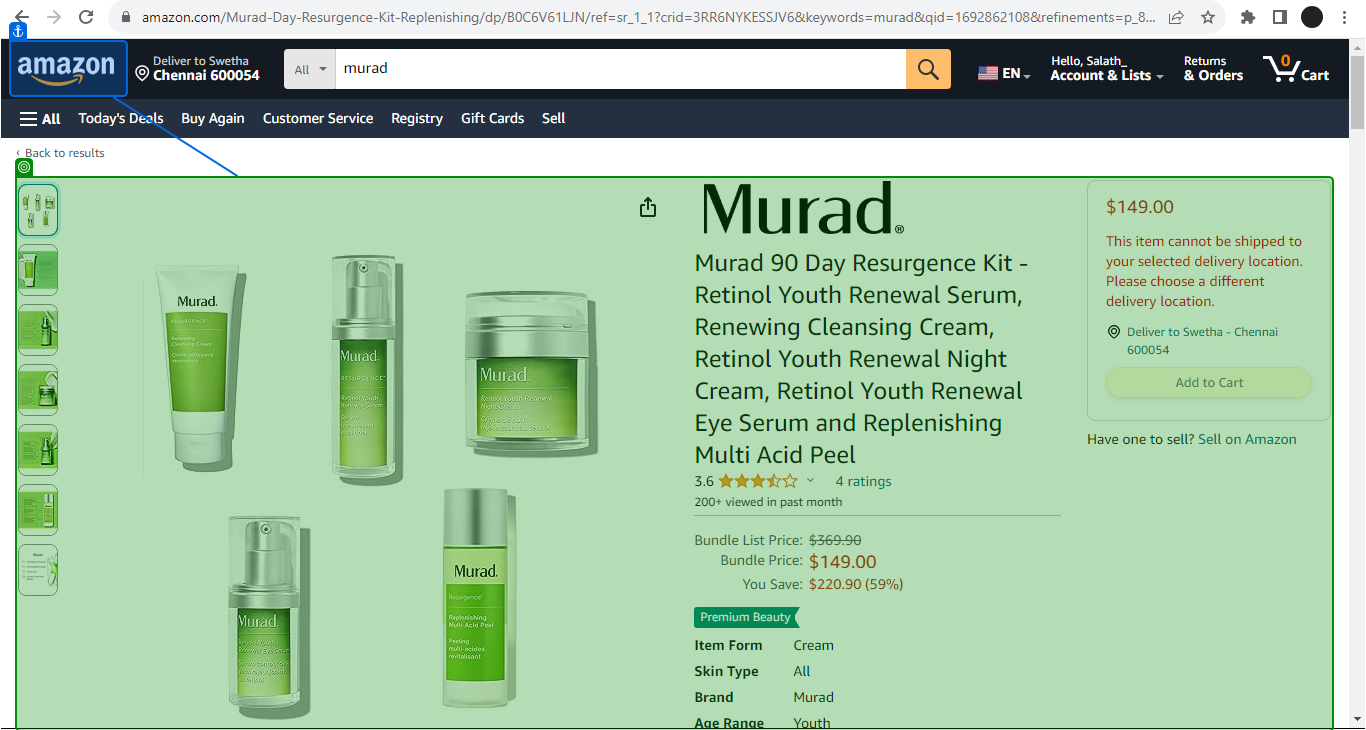 amazon.com/Murad-Day-Resurgence-Kit-Replenishing/dp/B0C6V61LJN/ref=sr_1_1?crid=3RR6NYKESSJV6&keywords=murad&qid=1692862108&refinements=p_8...
amazon
Deliver to Swetha
Chennai 600054
All
murad
EN
Hello, Salath_
Account & Lists
Returns
& Orders
0
Cart
All
Today's Deals
Buy Again
Customer Service
Registry
Gift Cards
Sell
‹ Back to results
Murad.
RESURGENCE
Renewing
Cleansing Cream
Murad.
RESURGENCE
Retinol Youth
Renewal Serum
Murad.
Retinol Youth Renewal
Night Cream
Murad.
Retinol Youth
Renewal Eye Serum
Murad.
Resurgence
Replenishing
Multi-Acid Peel
Peeling
multi-acides
revitalisant
Murad®
Murad 90 Day Resurgence Kit -
Retinol Youth Renewal Serum,
Renewing Cleansing Cream,
Retinol Youth Renewal Night
Cream, Retinol Youth Renewal
Eye Serum and Replenishing
Multi Acid Peel
3.6
4 ratings
200+ viewed in past month
Bundle List Price: $369.90
Bundle Price: $149.00
You Save: $220.90 (59%)
Premium Beauty
Item Form Cream
Skin Type All
Brand Murad
Age Range Youth
$149.00
This item cannot be shipped to
your selected delivery location.
Please choose a different
delivery location.
Deliver to Swetha - Chennai
600054
Add to Cart
Have one to sell? Sell on Amazon